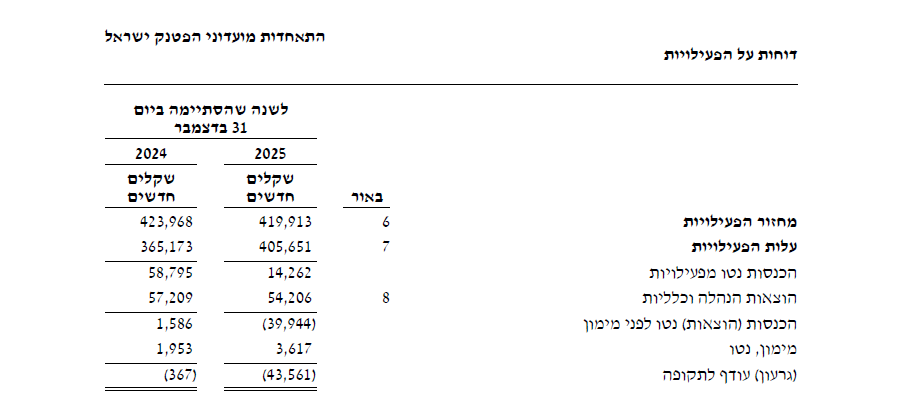 התאחדות מועדוני הפטנק ישראל
דוחות על הפעילויות
לשנה שהסתיימה ביום
31 בדצמבר
2025 2024
שקלים שקלים
באור חדשים חדשים
מחזור הפעילויות 6 419,913 423,968
עלות הפעילויות 7 405,651 365,173
הכנסות נטו מפעילויות 14,262 58,795
הוצאות הנהלה וכלליות 8 54,206 57,209
הכנסות (הוצאות) נטו לפני מימון (39,944) 1,586
מימון, נטו 3,617 1,953
(גרעון) עודף לתקופה (43,561) (367)